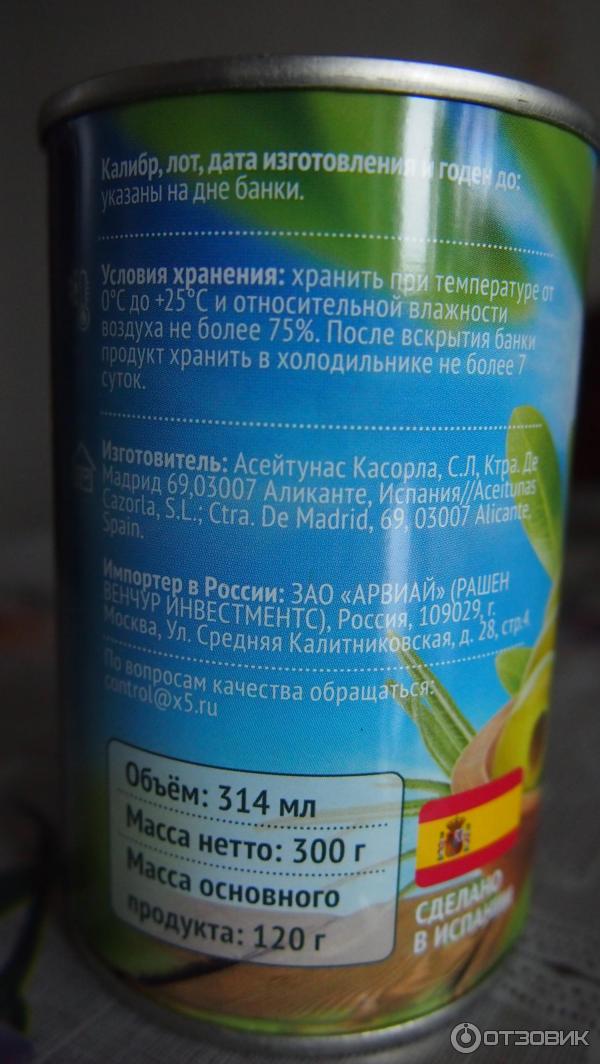 Калибр, лот, дата изготовления и годен до:
указаны на дне банки.
Условия хранения: хранить при температуре от
0°С до +25°С и относительной влажности
воздуха не более 75%. После вскрытия банки
продукт хранить в холодильнике не более 7
суток.
Изготовитель: Асейтунас Касорла, С.Л, Ктра. Де
Мадрид 69,03007 Аликанте, Испания//Aceitunas
Cazorla, S.L.; Ctra. De Madrid, 69, 03007 Alicante,
Spain.
Импортер в России: ЗАО «АРВИАЙ» (РАШЕН
ВЕНЧУР ИНВЕСТМЕНТС), Россия, 109029, г.
Москва, Ул. Средняя Калитниковская, д. 28, стр.4.
По вопросам качества обращаться:
control@x5.ru
Объём: 314 мл
Масса нетто: 300 г
Масса основного
продукта: 120 г
СДЕЛАНО
В ИСПАНИИ
ОТЗОВИК